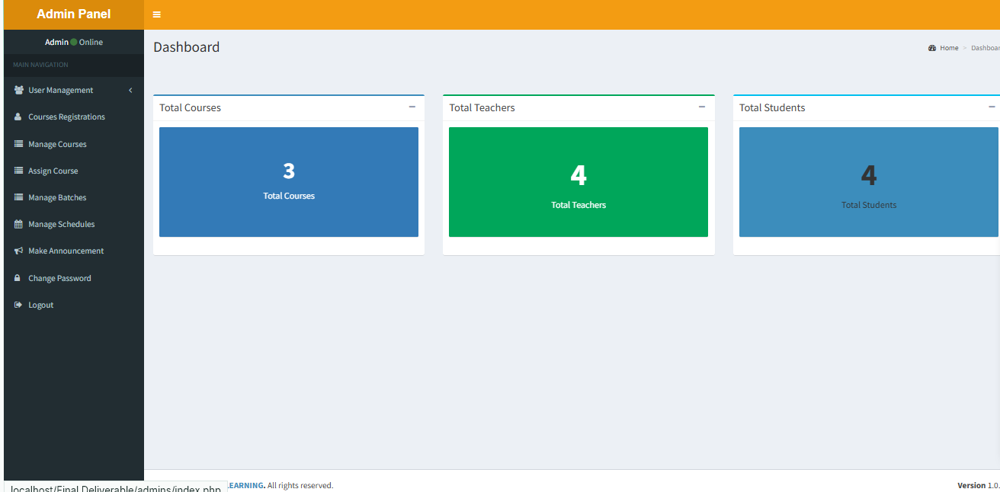 Admin Panel
Admin Online
MAIN NAVIGATION
User Management
Courses Registrations
Manage Courses
Assign Course
Manage Batches
Manage Schedules
Make Announcement
Change Password
Logout
Dashboard
Home > Dashboar
Total Courses
3
Total Courses
Total Teachers
4
Total Teachers
Total Students
4
Total Students
localhost/Final Deliverable/admins/index.php
LEARNING. All rights reserved.
Version 1.0.